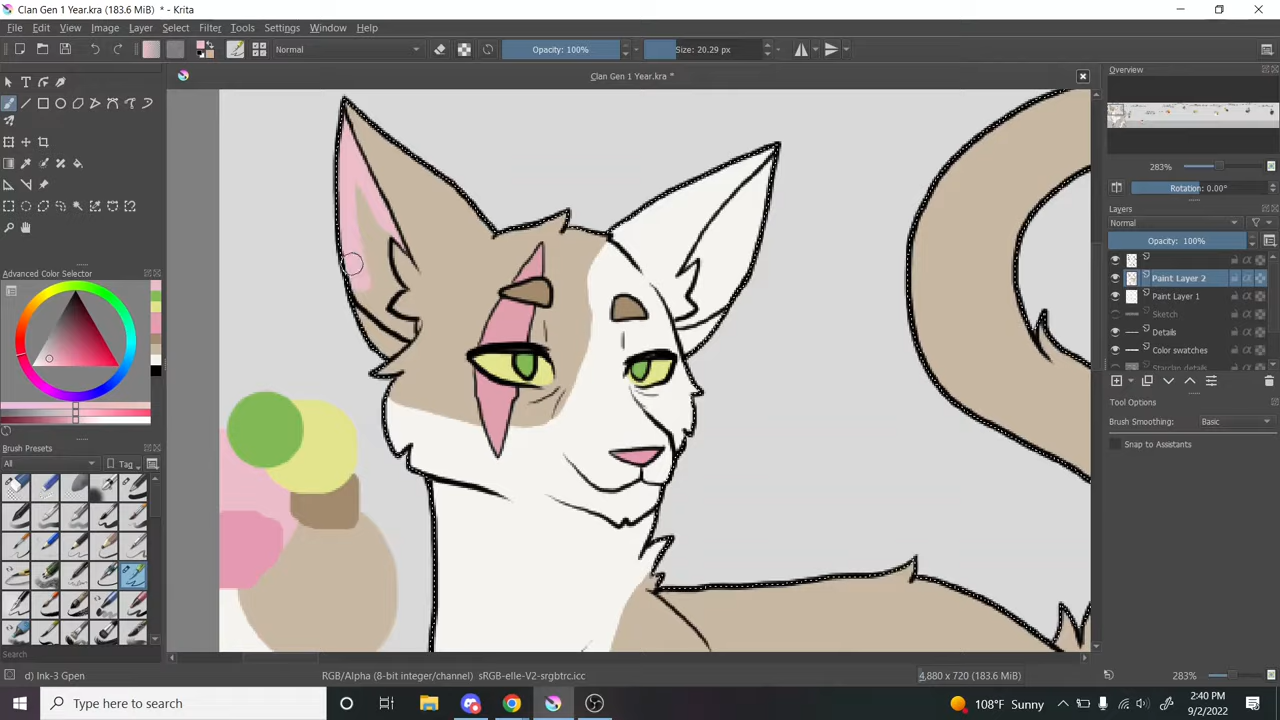 Clan Gen 1 Year.kra (183.6 MiB) * - Krita
File Edit View Image Layer Select Filter Tools Settings Window Help
Normal
Opacity: 100%
Size: 20.29 px
Clan Gen 1 Year.kra *
Overview
283%
Rotation: 0.00°
Layers
Normal
Opacity: 100%
Paint Layer 2
Paint Layer 1
Sketch
Details
Color swatches
Starclan details
Tool Options
Brush Smoothing: Basic
Snap to Assistants
Advanced Color Selector
Brush Presets
All
Tag
Search
d) Ink-3 Gpen
RGB/Alpha (8-bit integer/channel) sRGB-elle-V2-srgbtrc.icc
4,880 x 720 (183.6 MiB)
283%
Type here to search
108°F Sunny
2:40 PM
9/2/2022